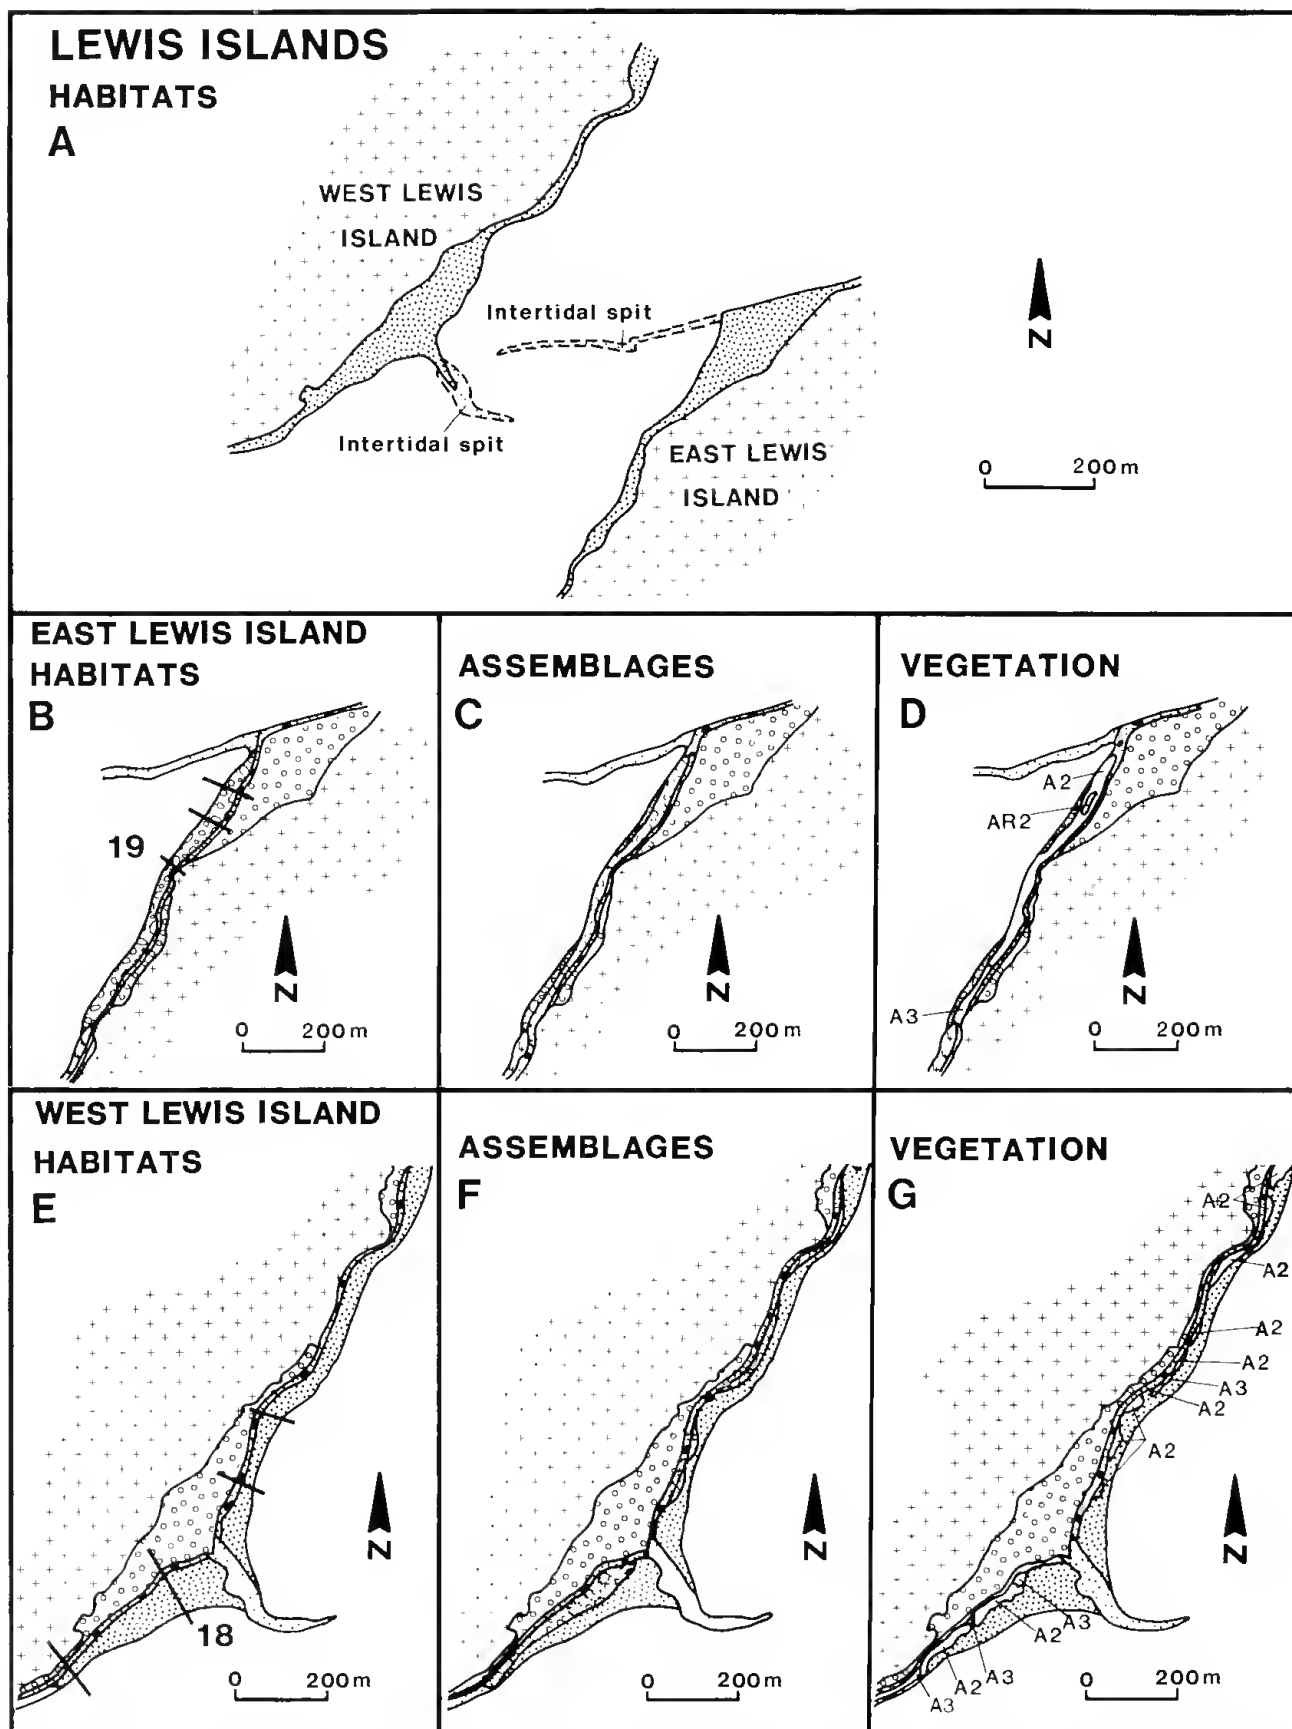 LEWIS ISLANDS
HABITATS
A
WEST LEWIS
ISLAND
Intertidal spit
Intertidal spit
EAST LEWIS
ISLAND
N
0 200m
EAST LEWIS ISLAND
HABITATS
B
19
N
0 200m
ASSEMBLAGES
C
N
0 200m
VEGETATION
D
A2
AR2
A3
N
0 200m
WEST LEWIS ISLAND
HABITATS
E
18
N
0 200m
ASSEMBLAGES
F
N
0 200m
VEGETATION
G
A2
A2
A2
A2
A3
A2
A2
N
A3
A2
A3
A2
A3
0 200m